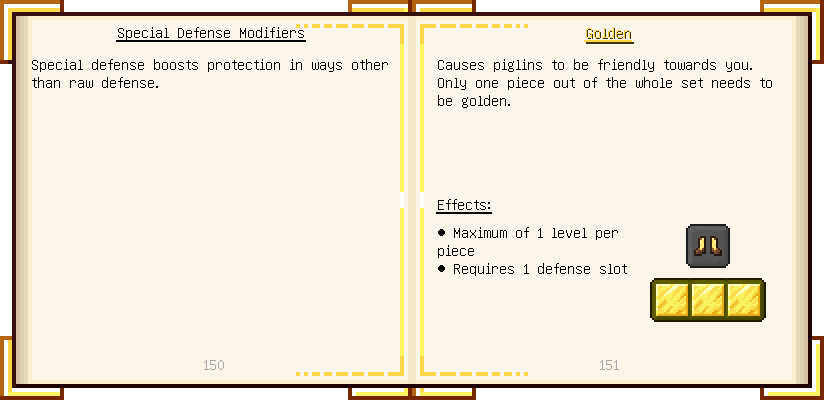 Special Defense Modifiers
Special defense boosts protection in ways other
than raw defense.
150
Golden
Causes piglins to be friendly towards you.
Only one piece out of the whole set needs to
be golden.
Effects:
● Maximum of 1 level per
piece
● Requires 1 defense slot
151